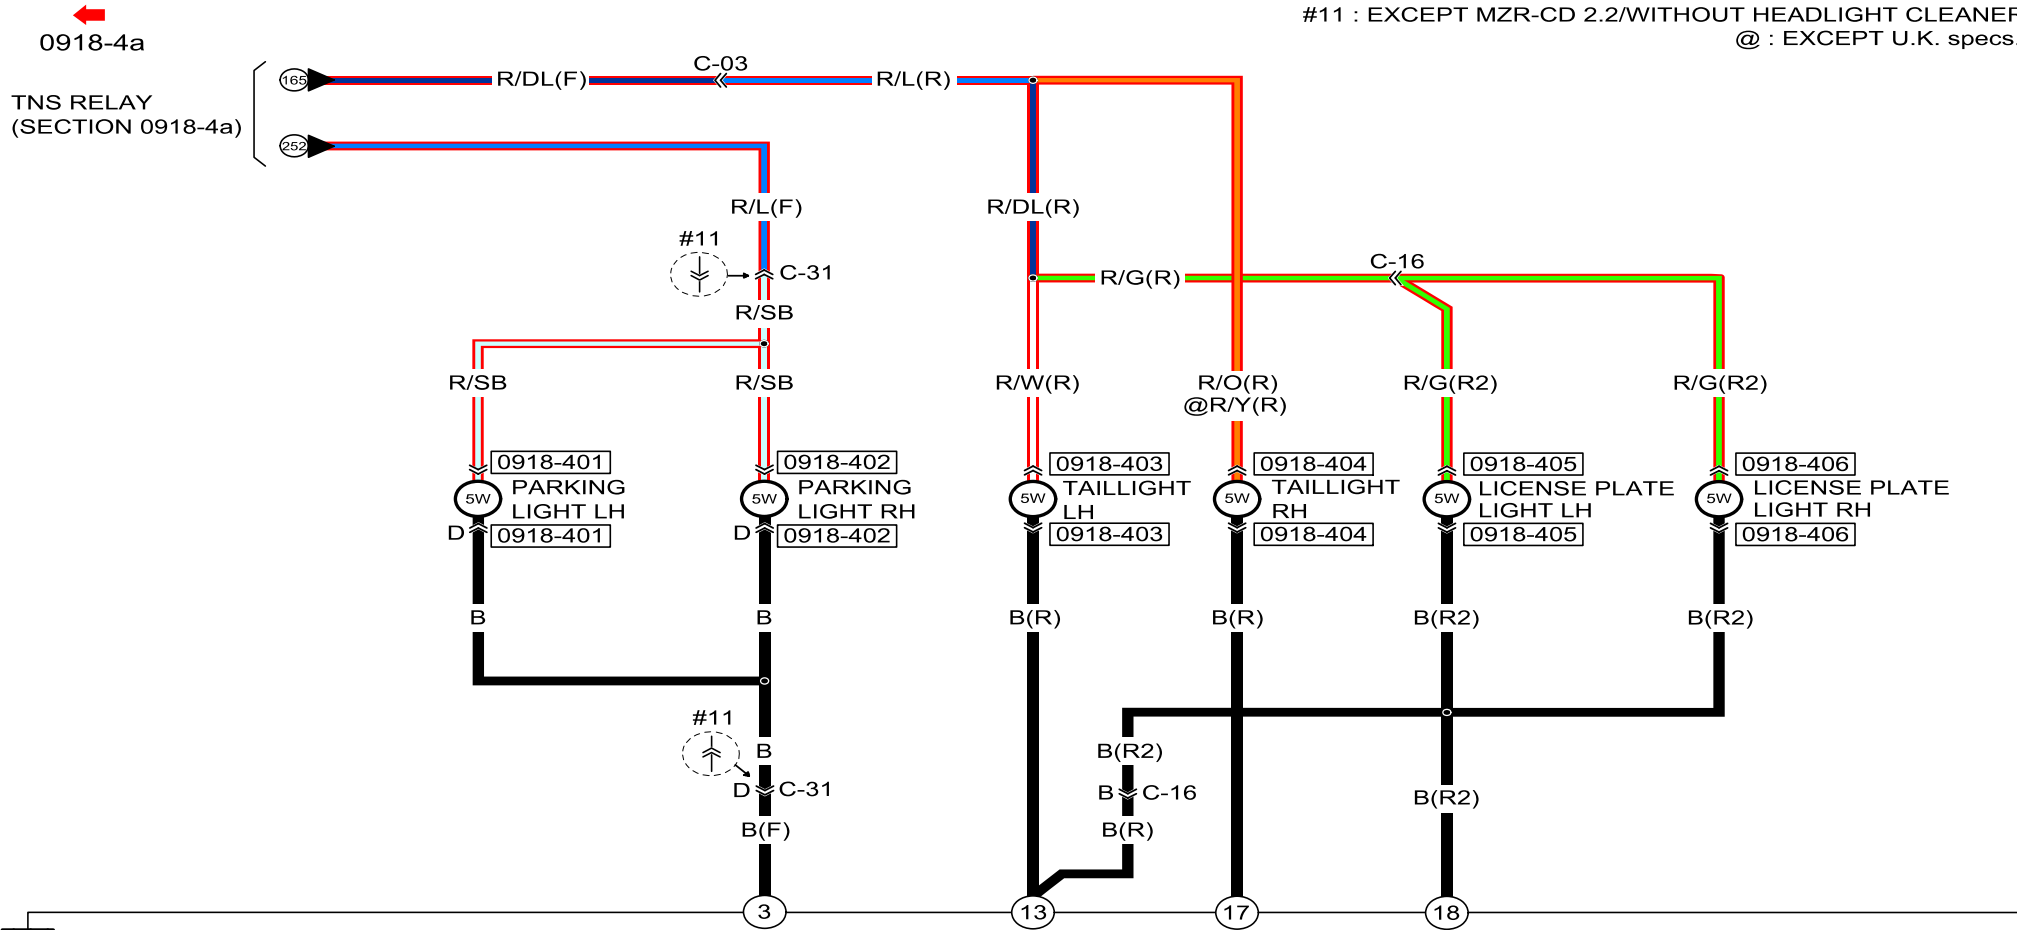 #11 : EXCEPT MZR-CD 2.2/WITHOUT HEADLIGHT CLEANER
@ : EXCEPT U.K. specs.
0918-4a
TNS RELAY
(SECTION 0918-4a)
165
R/DL(F)
C-03
R/L(R)
252
R/L(F)
R/DL(R)
#11
C-31
R/G(R)
C-16
R/SB
R/SB
R/SB
R/W(R)
R/O(R)
@R/Y(R)
R/G(R2)
R/G(R2)
0918-401
5W
PARKING
LIGHT LH
D
0918-401
0918-402
5W
PARKING
LIGHT RH
D
0918-402
0918-403
5W
TAILLIGHT
LH
0918-403
0918-404
5W
TAILLIGHT
RH
0918-404
0918-405
5W
LICENSE PLATE
LIGHT LH
0918-405
0918-406
5W
LICENSE PLATE
LIGHT RH
0918-406
B
B
B(R)
B(R)
B(R2)
B(R2)
#11
B
B(R2)
D
C-31
B
C-16
B(R2)
B(F)
B(R)
3
13
17
18